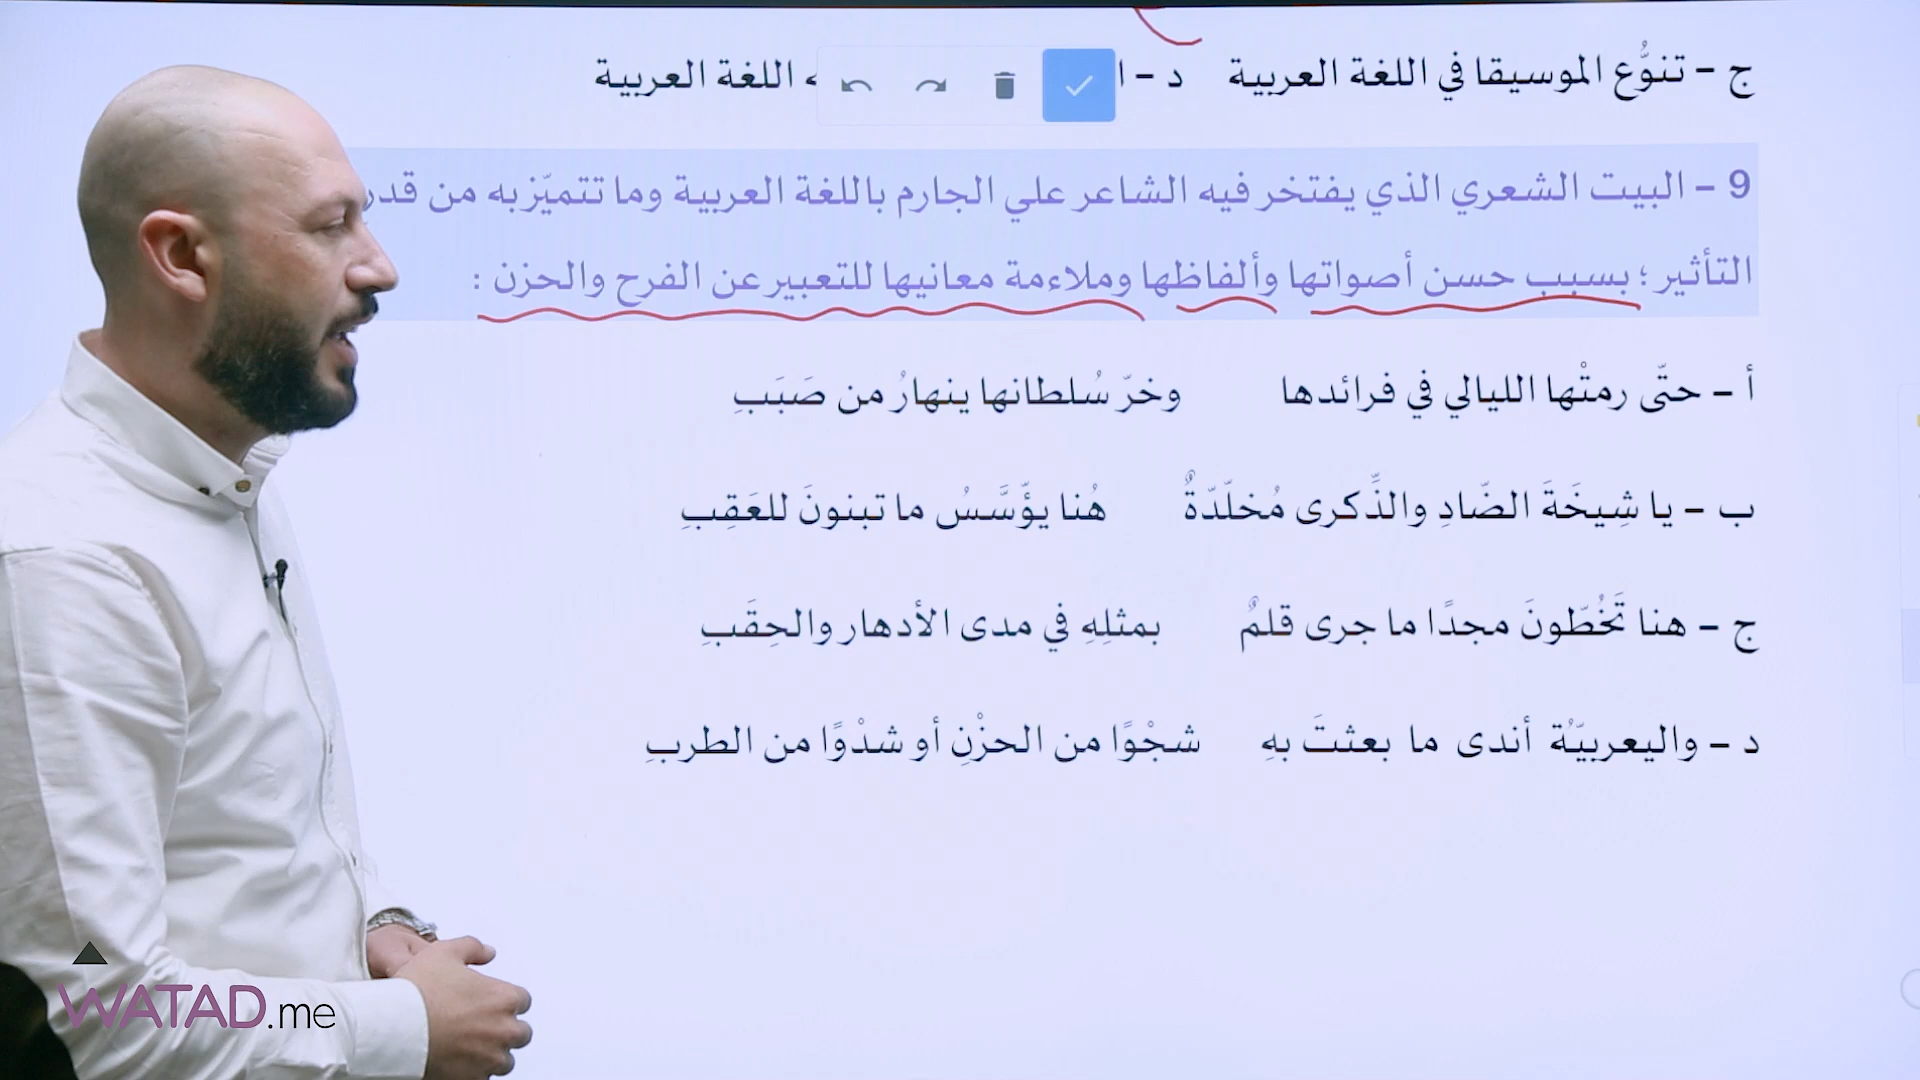 ج – تنوُّع الموسيقا في اللغة العربية د – ا ه اللغة العربية
9 – البيت الشعري الذي يفتخر فيه الشاعر علي الجارم باللغة العربية وما تتميّز به من قدر
التأثير ؛ بسبب حسن أصواتها وألفاظها وملاءمة معانيها للتعبير عن الفرح والحزن :
أ – حتّى رمتْها الليالي في فرائدها وخرّ سُلطانها ينهارُ من صَبَبِ
ب – يا شِيخَةَ الضّادِ والذِّكرى مُخلّدّةٌ هُنا يؤّسَّسُ ما تبنونَ للعَقِبِ
ج – هنا تَخُطّونَ مجدًا ما جرى قلمٌ بمثلِهِ في مدى الأدهار والحِقَبِ
د – واليعربيّةُ أندى ما بعثتَ بهِ شجْوًا من الحزْنِ أو شدْوًا من الطربِ
WATAD.me